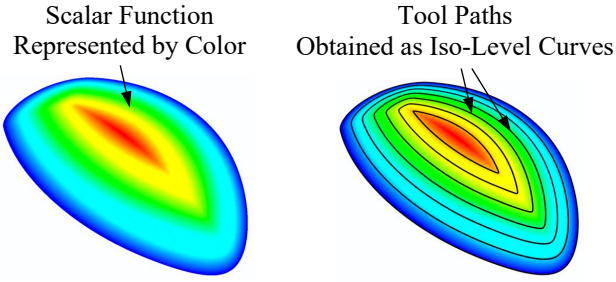 Scalar Function
Represented by Color
Tool Paths
Obtained as Iso-Level Curves